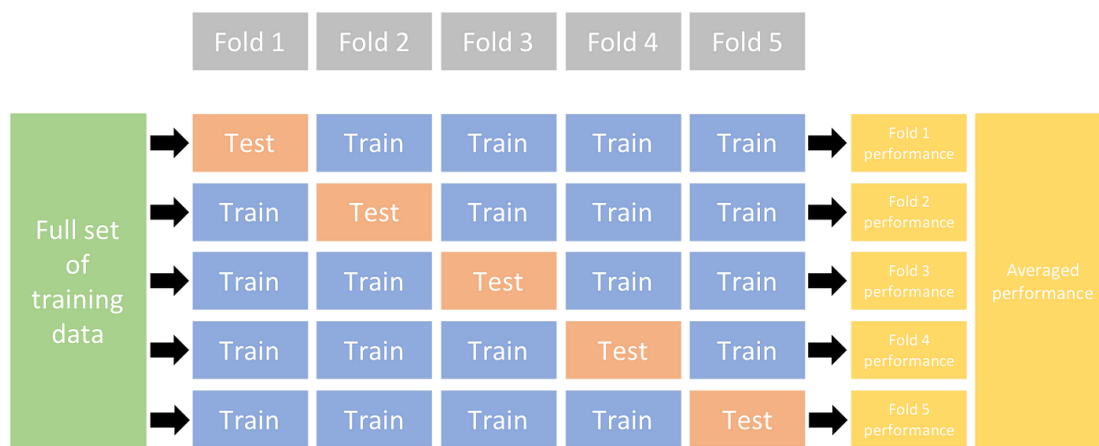 Fold 1 Fold 2 Fold 3 Fold 4 Fold 5
Test Train Train Train Train
Fold 1
performance
Train Test Train Train Train
Fold 2
performance
Full set
of
training
data
Train Train Test Train Train
Fold 3
performance
Averaged
performance
Train Train Train Test Train
Fold 4
performance
Train Train Train Train Test
Fold 5
performance